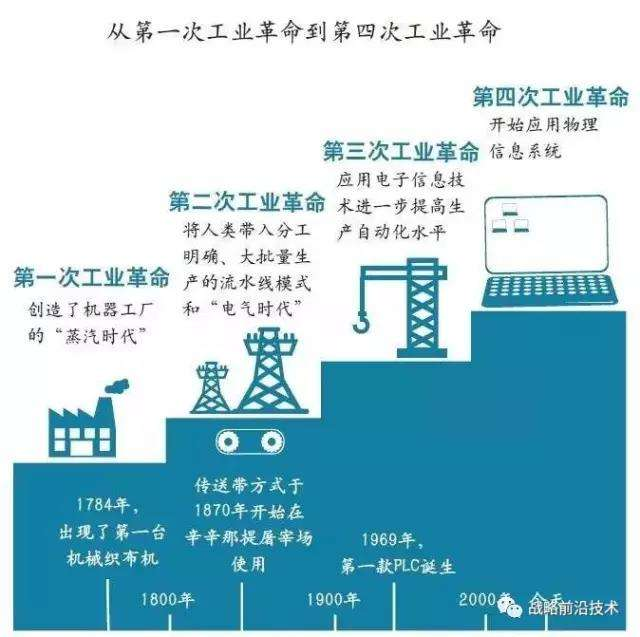 从第一次工业革命到第四次工业革命
第四次工业革命
开始应用物理
信息系统
第三次工业革命
应用电子信息技
术进一步提高生
产自动化水平
第二次工业革命
将人类带入分工
明确、大批量生
产的流水线模式
和“电气时代”
第一次工业革命
创造了机器工厂
的“蒸汽时代”
1784年,
出现了第一台
机械织布机
传送带方式于
1870年开始在
辛辛那提屠宰场
使用
1969年,
第一款PLC诞生
1800年
1900年
2000年
今天
战略前沿技术